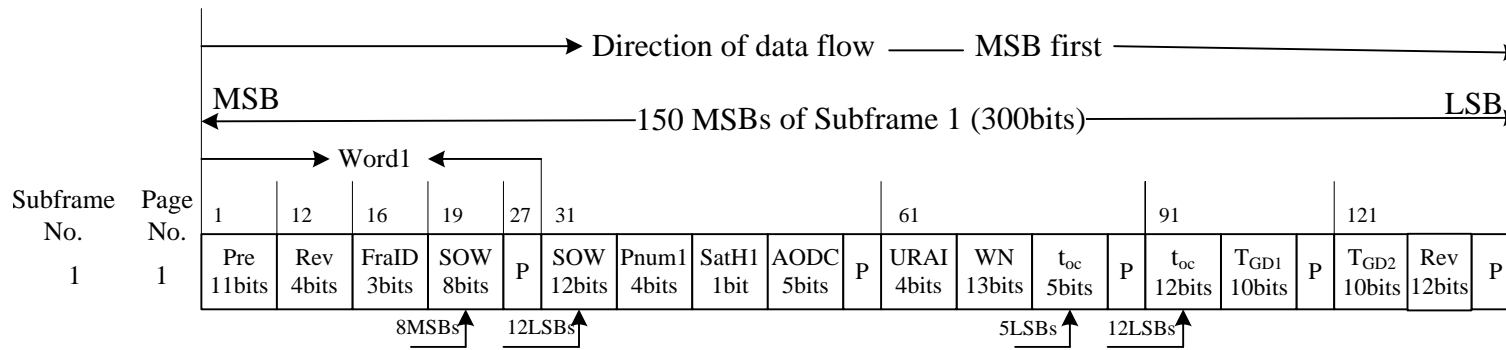 Direction of data flow — MSB first
MSB
LSB
150 MSBs of Subframe 1 (300bits)
Word1
Subframe No.
Page No.
1 12 16 19 27 31 61 91 121
1
1
Pre 11bits
Rev 4bits
FraID 3bits
SOW 8bits
P
SOW 12bits
Pnum1 4bits
SatH1 1bit
AODC 5bits
P
URAI 4bits
WN 13bits
toc 5bits
P
toc 12bits
TGD1 10bits
P
TGD2 10bits
Rev 12bits
P
8MSBs
12LSBs
5LSBs
12LSBs